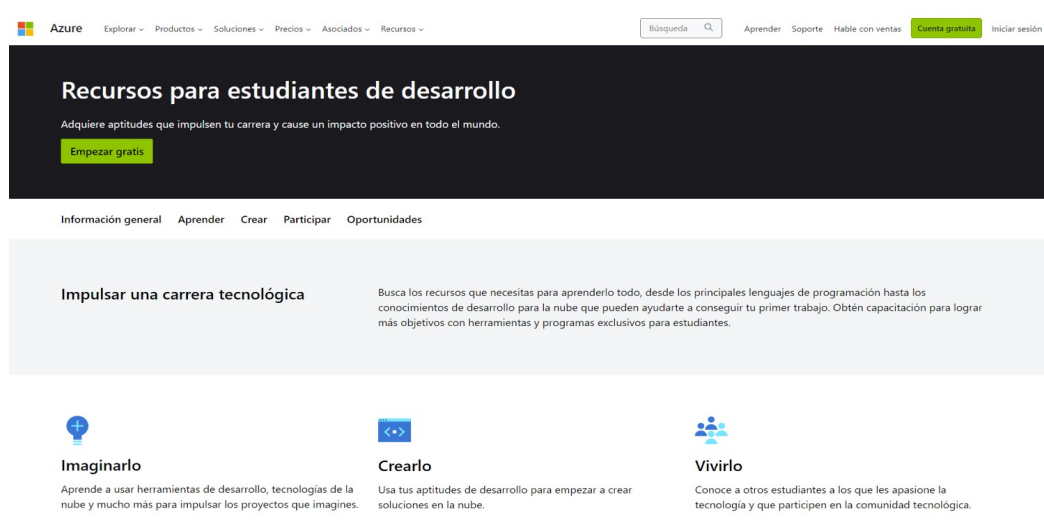 Azure Explorar Productos Soluciones Precios Asociados Recursos Búsqueda Aprender Soporte Hable con ventas Cuenta gratuita Iniciar sesión
Recursos para estudiantes de desarrollo
Adquiere aptitudes que impulsen tu carrera y cause un impacto positivo en todo el mundo.
Empezar gratis
Información general Aprender Crear Participar Oportunidades
Impulsar una carrera tecnológica
Busca los recursos que necesitas para aprenderlo todo, desde los principales lenguajes de programación hasta los
conocimientos de desarrollo para la nube que pueden ayudarte a conseguir tu primer trabajo. Obtén capacitación para lograr
más objetivos con herramientas y programas exclusivos para estudiantes.
Imaginarlo
Aprende a usar herramientas de desarrollo, tecnologías de la
nube y mucho más para impulsar los proyectos que imagines.
Crearlo
Usa tus aptitudes de desarrollo para empezar a crear
soluciones en la nube.
Vivirlo
Conoce a otros estudiantes a los que les apasione la
tecnología y que participen en la comunidad tecnológica.